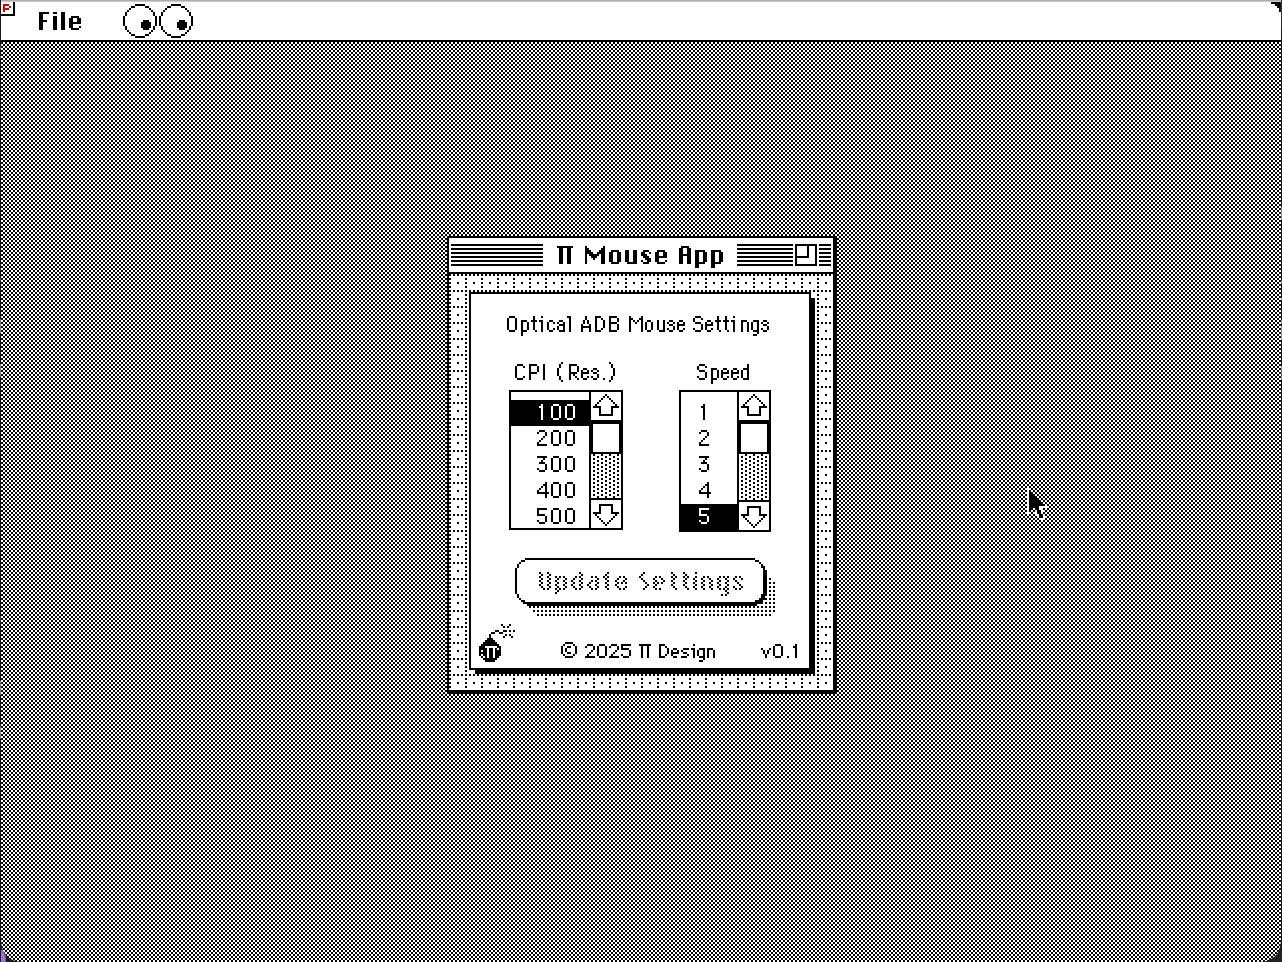 P
File
π Mouse App
Optical ADB Mouse Settings
CPI (Res.)
100
200
300
400
500
Speed
1
2
3
4
5
Update Settings
π
© 2025 π Design
v0.1